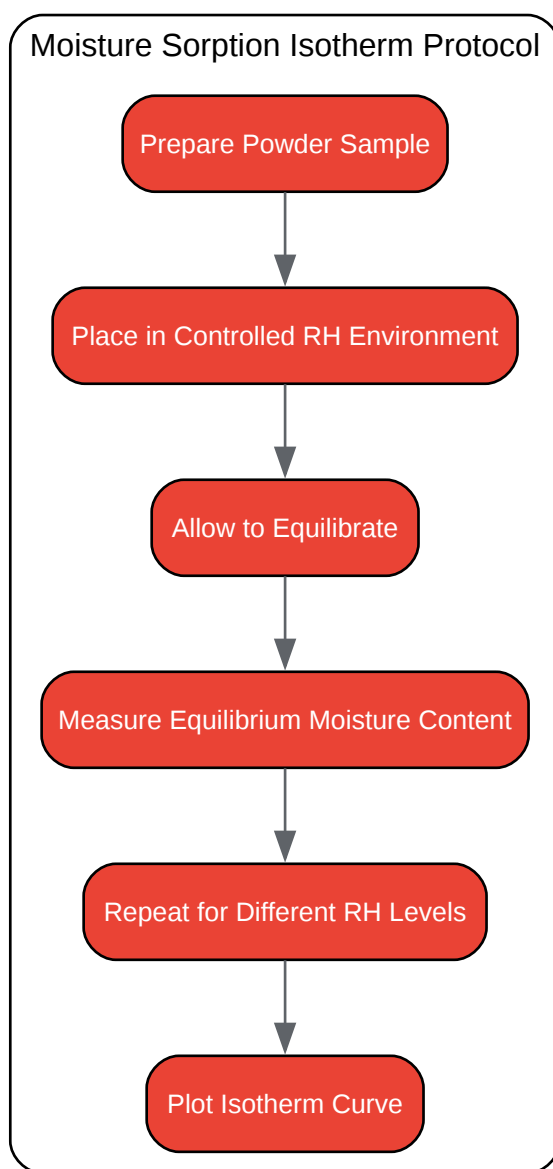 Moisture Sorption Isotherm Protocol
Prepare Powder Sample
Place in Controlled RH Environment
Allow to Equilibrate
Measure Equilibrium Moisture Content
Repeat for Different RH Levels
Plot Isotherm Curve